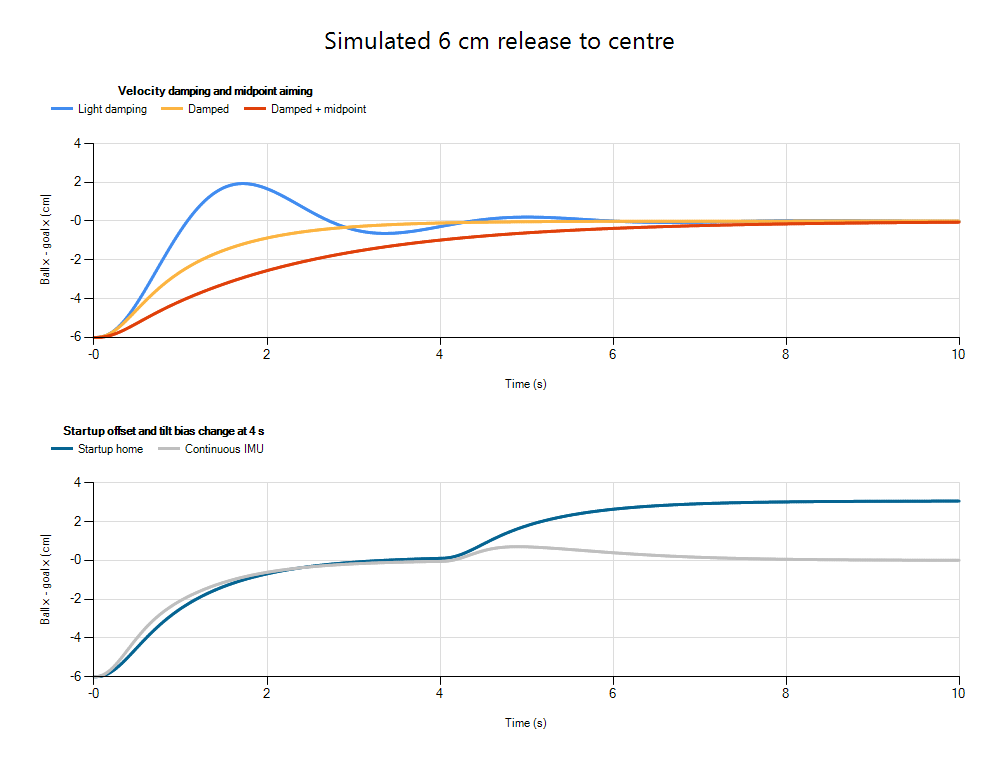 Simulated 6 cm release to centre
Velocity damping and midpoint aiming
Light damping Damped Damped + midpoint
4
2
-0
-2
-4
-6
Ball x - goal x (cm)
-0 2 4 6 8 10
Time (s)
Startup offset and tilt bias change at 4 s
Startup home Continuous IMU
4
2
-0
-2
-4
-6
Ball x - goal x (cm)
-0 2 4 6 8 10
Time (s)